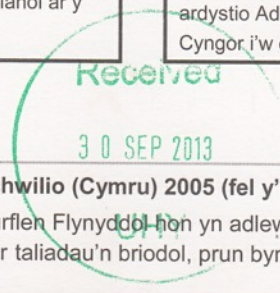 ardystio Ad
Cyngor i'w
Received
3 0 SEP 2013
hwilio (Cymru) 2005 (fel y'
UHY
Flynyddol hon yn adlew
r taliadau'n briodol, prun byn